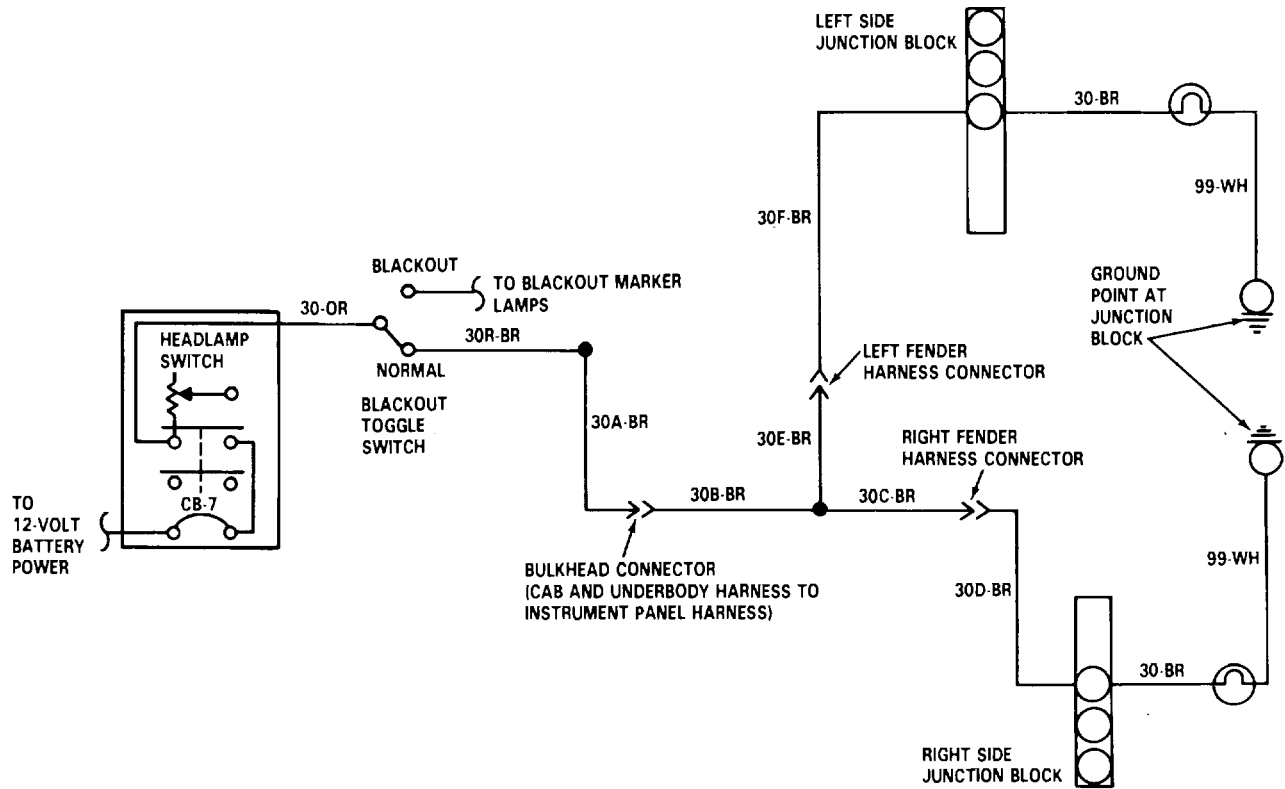 LEFT SIDE
JUNCTION BLOCK
30-BR
99-WH
30F-BR
GROUND
POINT AT
JUNCTION
BLOCK
BLACKOUT
TO BLACKOUT MARKER
LAMPS
30-OR
HEADLAMP
SWITCH
30R-BR
NORMAL
BLACKOUT
TOGGLE
SWITCH
LEFT FENDER
HARNESS CONNECTOR
30A-BR
30E-BR
RIGHT FENDER
HARNESS CONNECTOR
30B-BR
30C-BR
CB-7
TO
12-VOLT
BATTERY
POWER
BULKHEAD CONNECTOR
(CAB AND UNDERBODY HARNESS TO
INSTRUMENT PANEL HARNESS)
30D-BR
99-WH
30-BR
RIGHT SIDE
JUNCTION BLOCK